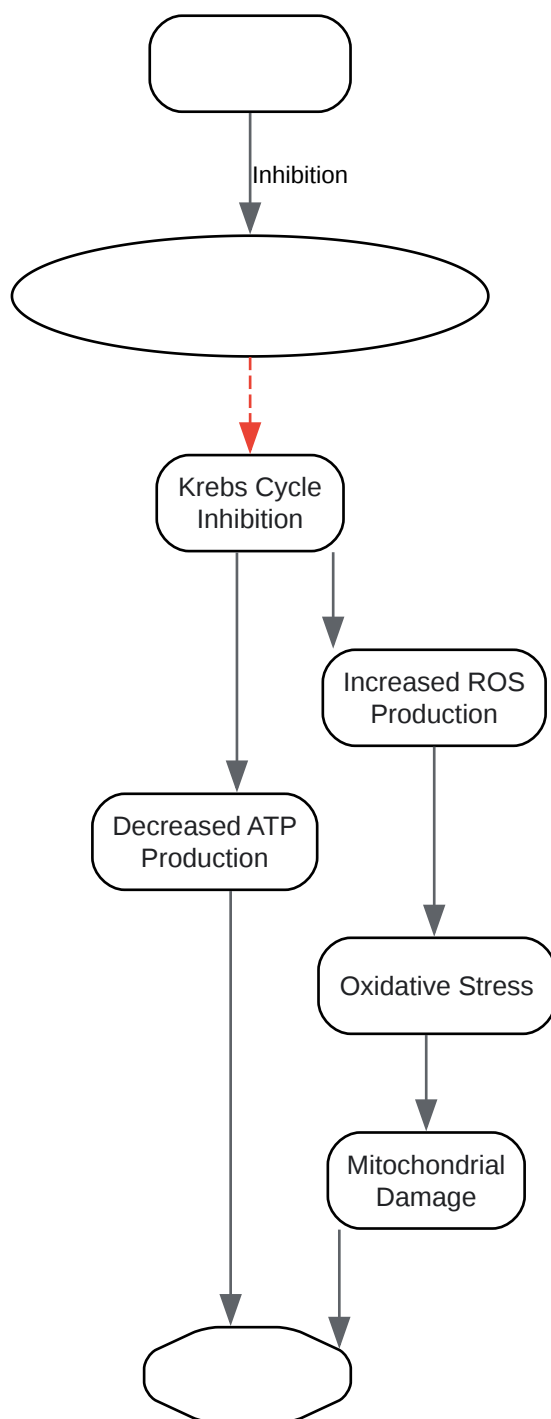 Inhibition
Krebs Cycle
Inhibition
Increased ROS
Production
Decreased ATP
Production
Oxidative Stress
Mitochondrial
Damage